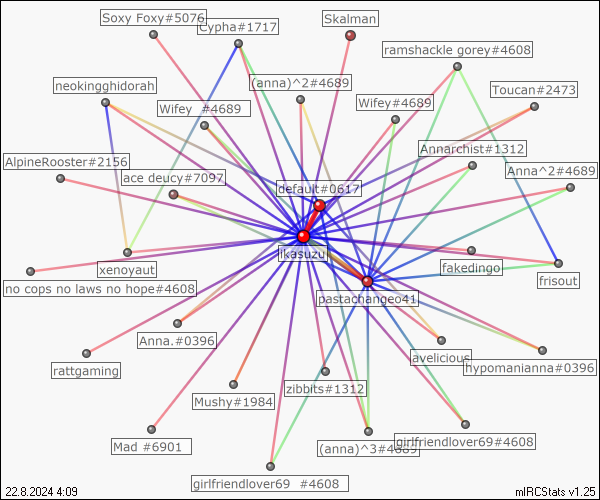 Soxy Foxy#5076
Cypha#1717
Skalman
ramshackle gorey#4608
neokingghidorah
(anna)^2#4689
Toucan#2473
Wifey  #4689
Wifey#4689
Annarchist#1312
AlpineRooster#2156
ace deucy#7097
default#0617
Anna^2#4689
ikasuzu
xenoyaut
fakedingo
frisout
no cops no laws no hope#4608
pastachangeo41
Anna.#0396
avelicious
rattgaming
hypomanianna#0396
zibbits#1312
Mushy#1984
Mad #6901
(anna)^3#4689
girlfriendlover69#4608
girlfriendlover69  #4608
22.8.2024 4:09
mIRCStats v1.25